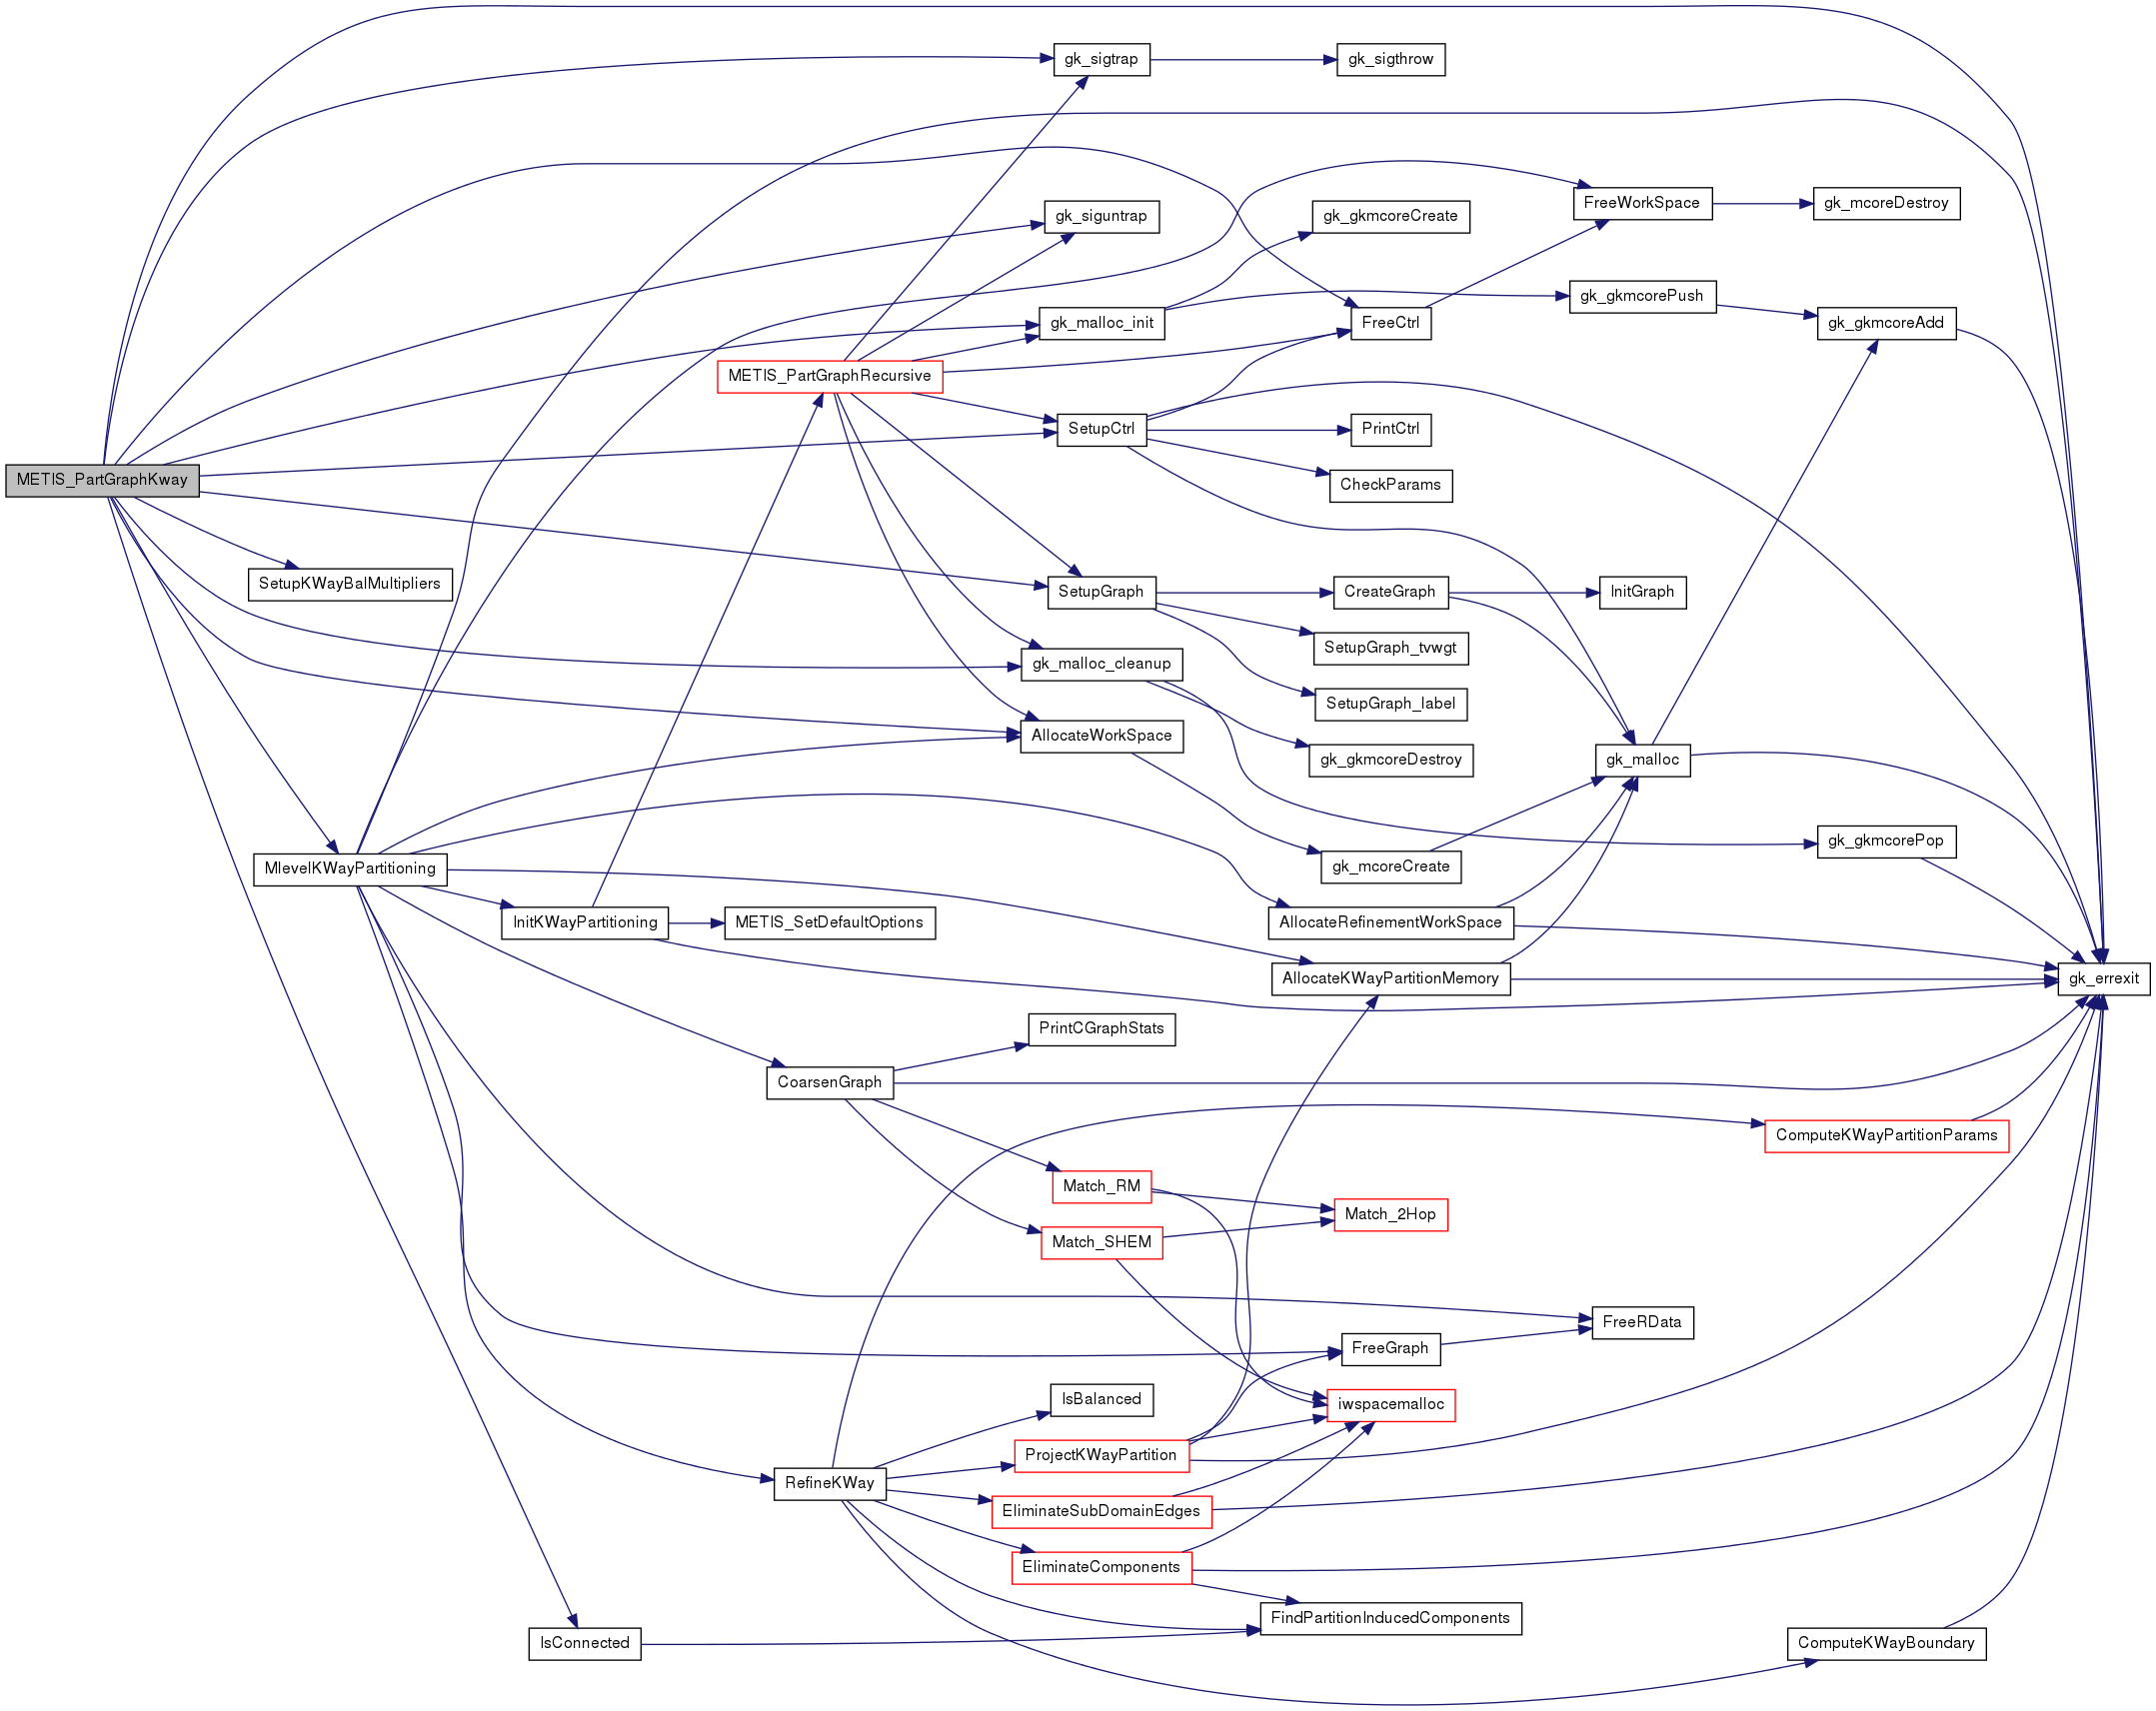 gk_sigtrap
gk_sigthrow
FreeWorkSpace
gk_mcoreDestroy
gk_siguntrap
gk_gkmcoreCreate
gk_gkmcorePush
gk_malloc_init
FreeCtrl
gk_gkmcoreAdd
METIS_PartGraphRecursive
SetupCtrl
PrintCtrl
METIS_PartGraphKway
CheckParams
SetupKWayBalMultipliers
SetupGraph
CreateGraph
InitGraph
SetupGraph_tvwgt
gk_malloc_cleanup
SetupGraph_label
AllocateWorkSpace
gk_gkmcoreDestroy
gk_malloc
gk_gkmcorePop
MlevelKWayPartitioning
gk_mcoreCreate
InitKWayPartitioning
METIS_SetDefaultOptions
AllocateRefinementWorkSpace
AllocateKWayPartitionMemory
gk_errexit
PrintCGraphStats
CoarsenGraph
ComputeKWayPartitionParams
Match_RM
Match_2Hop
Match_SHEM
FreeRData
FreeGraph
IsBalanced
iwspacemalloc
ProjectKWayPartition
RefineKWay
EliminateSubDomainEdges
EliminateComponents
FindPartitionInducedComponents
IsConnected
ComputeKWayBoundary